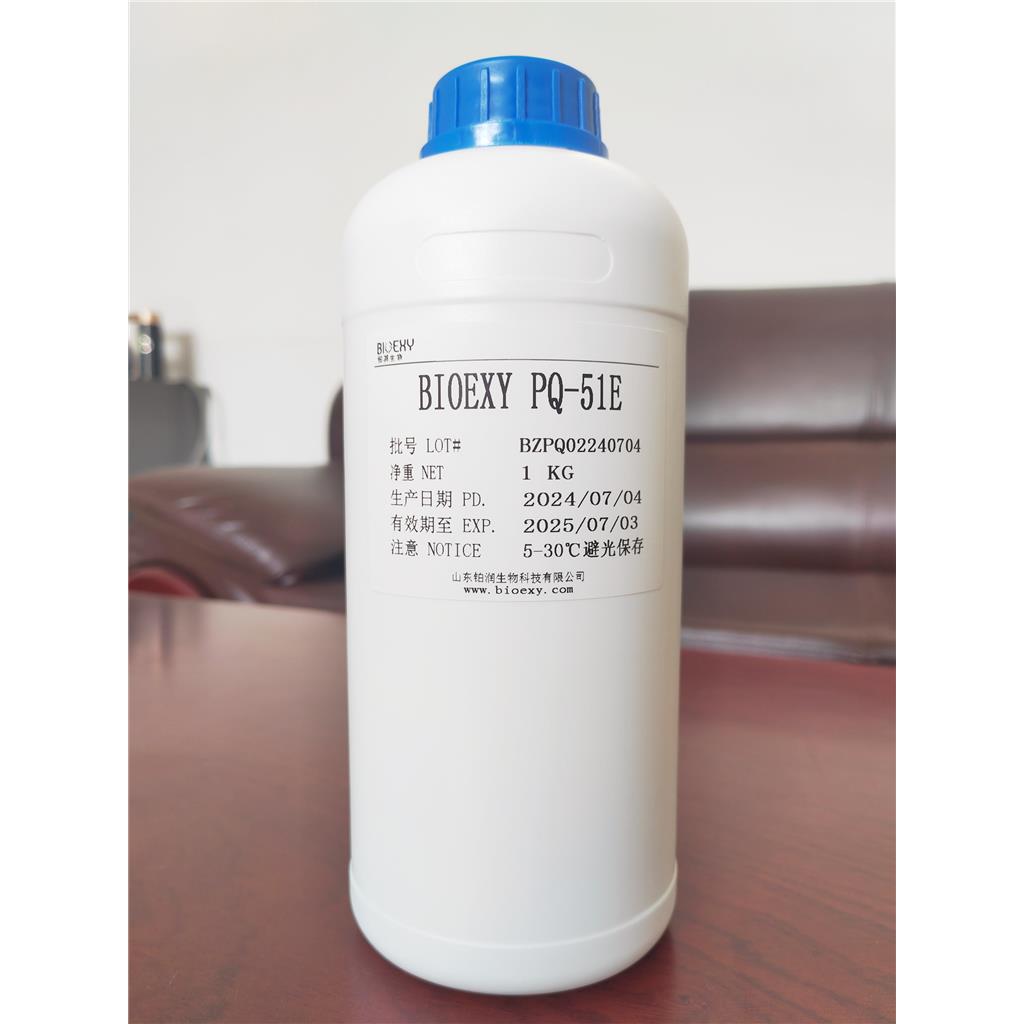 BIOEXY
铂润生物
BIOEXY PQ-51E
批号 LOT# BZPQ02240704
净重 NET 1 KG
生产日期 PD. 2024/07/04
有效期至 EXP. 2025/07/03
注意 NOTICE 5-30℃避光保存
山东铂润生物科技有限公司
www.bioexy.com